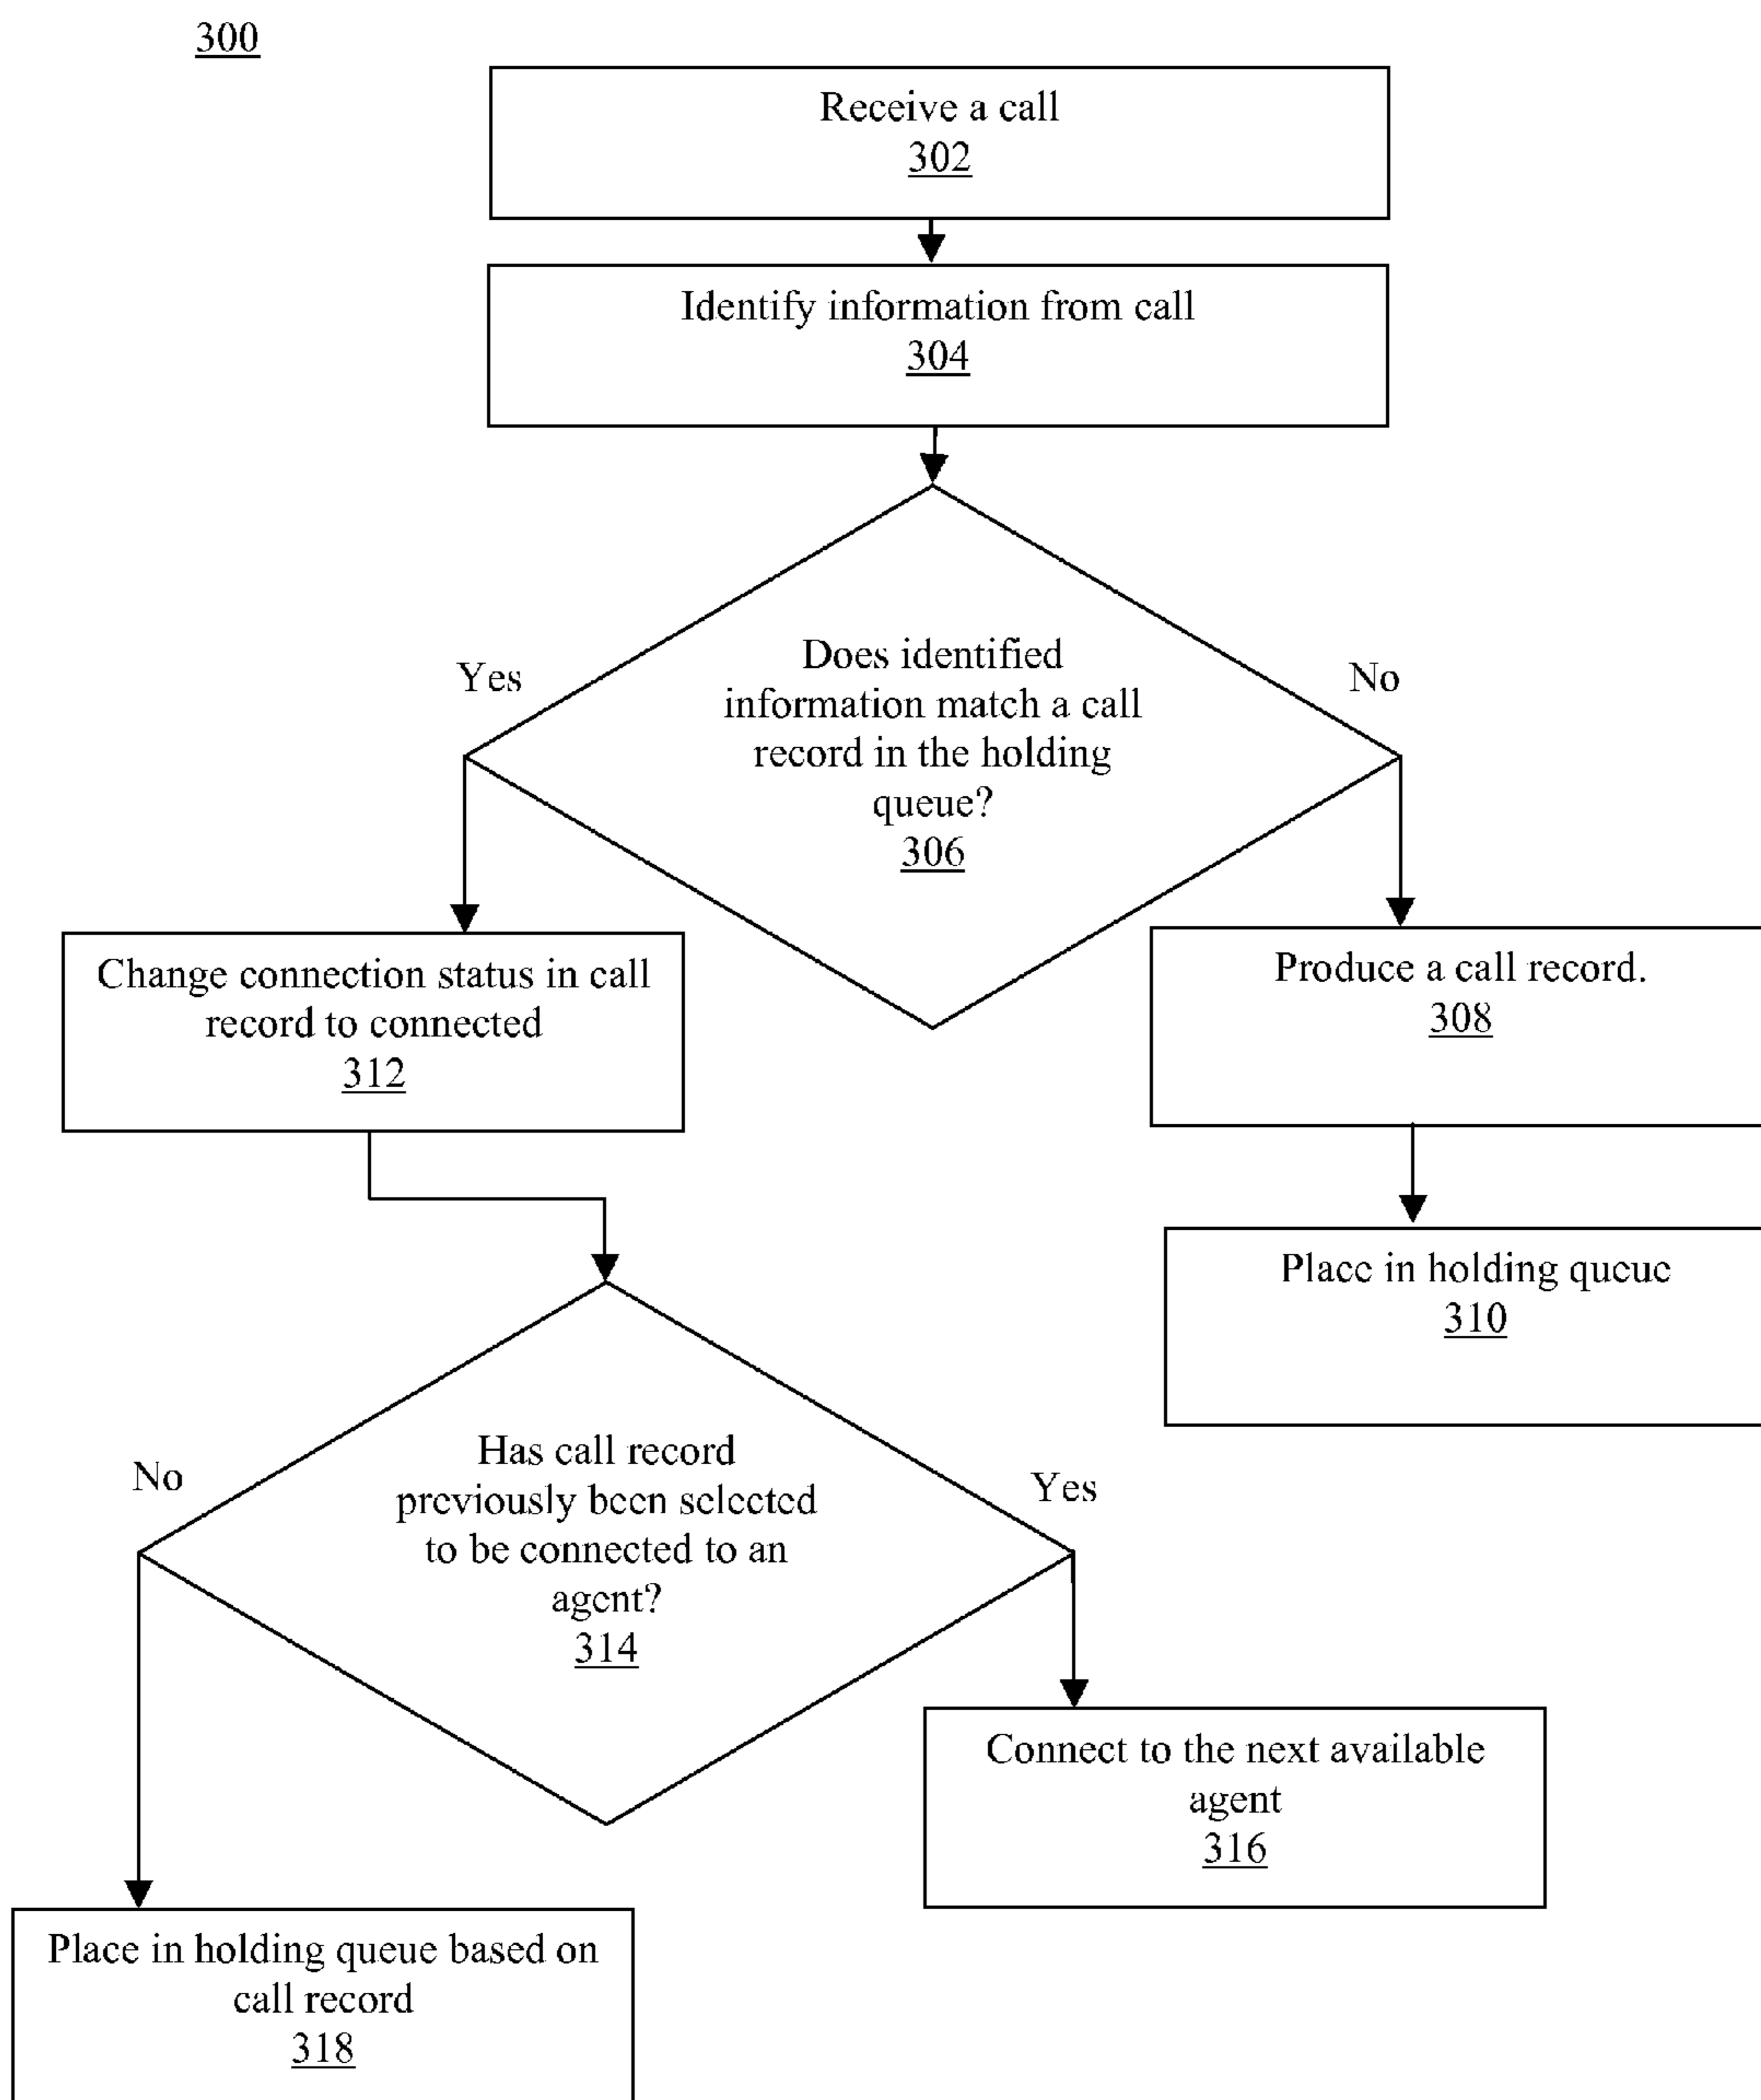 300
Receive a call
302
Identify information from call
304
Does identified
information match a call
record in the holding
queue?
306
Yes
No
Change connection status in call
record to connected
312
Produce a call record.
308
Place in holding queue
310
Has call record
previously been selected
to be connected to an
agent?
314
No
Yes
Connect to the next available
agent
316
Place in holding queue based on
call record
318